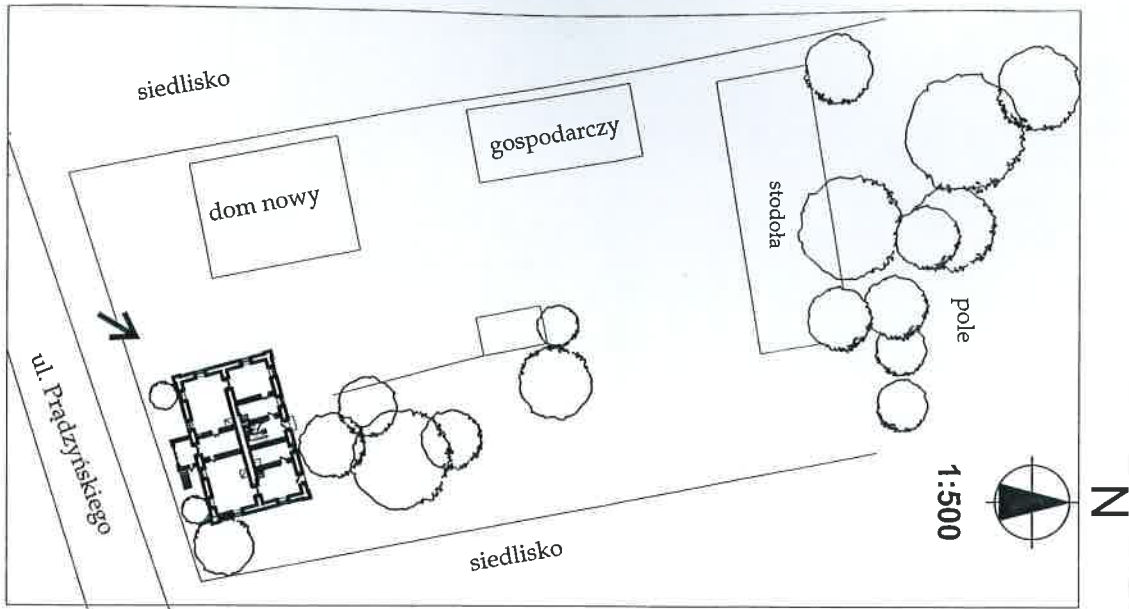 siedlisko
gospodarczy
dom nowy
stodoła
pole
ul. Prądzyńskiego
siedlisko
1:500
N